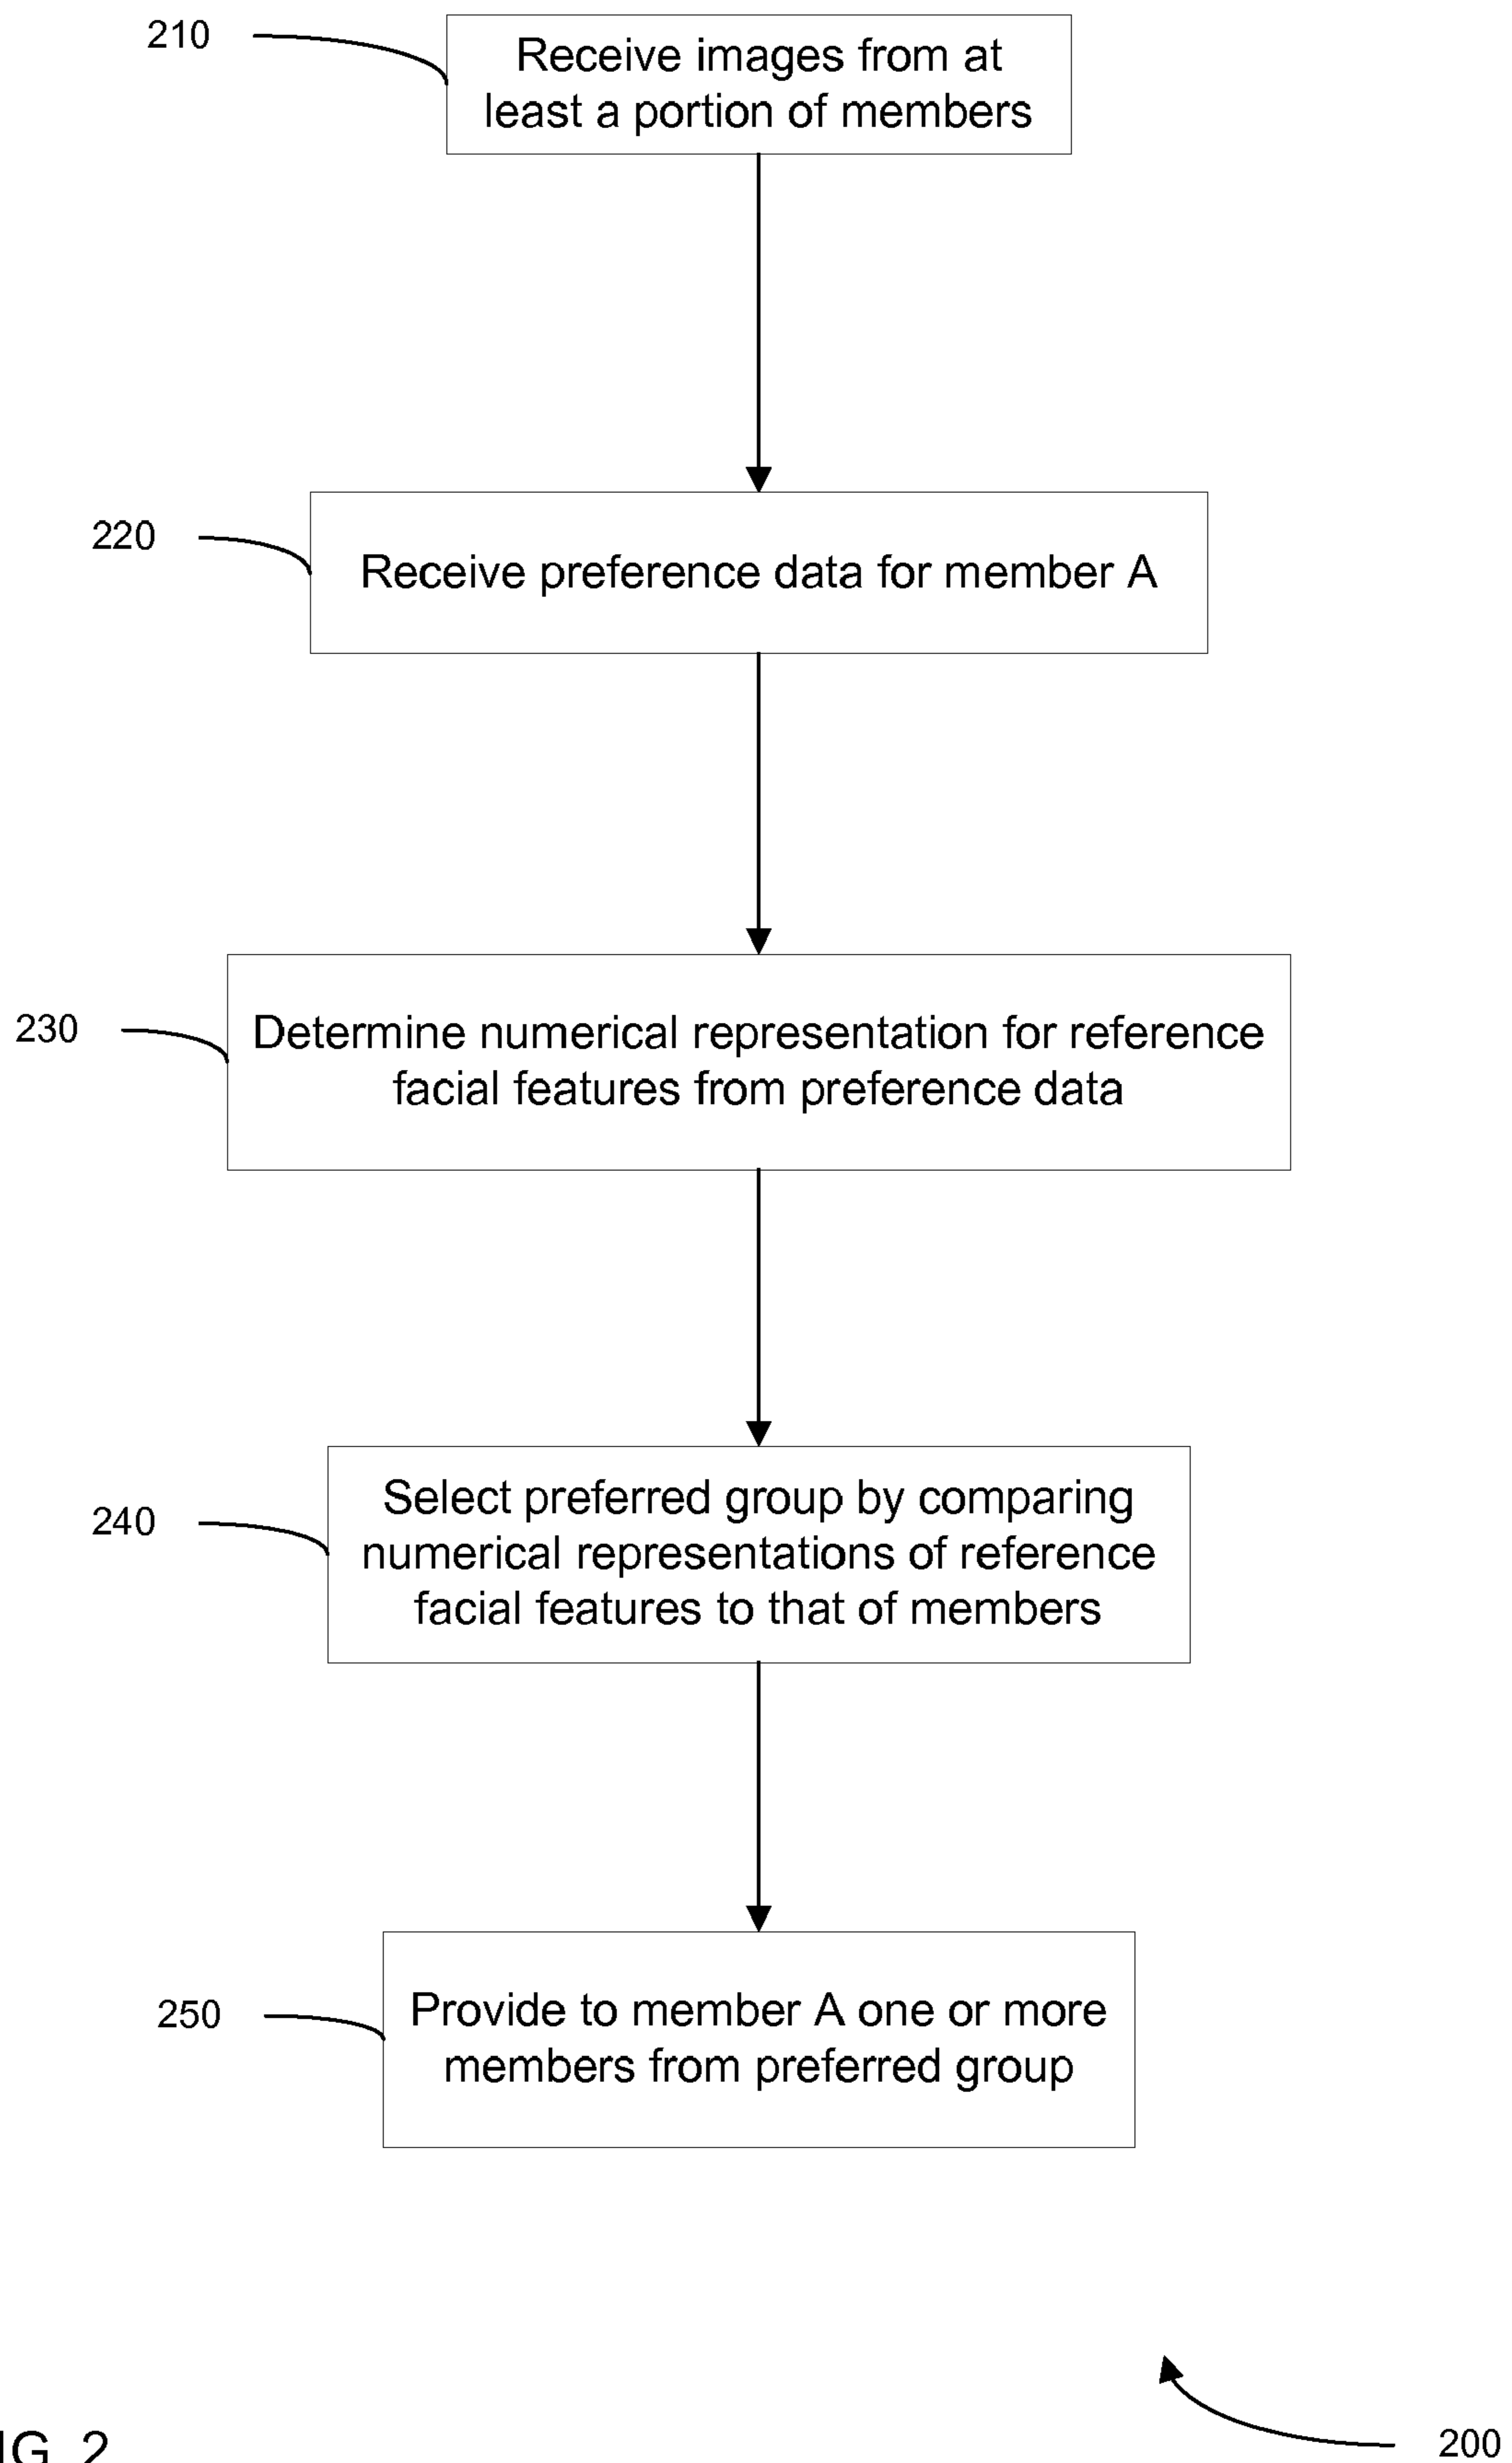 210
Receive images from at
least a portion of members
220
Receive preference data for member A
230
Determine numerical representation for reference
facial features from preference data
240
Select preferred group by comparing
numerical representations of reference
facial features to that of members
250
Provide to member A one or more
members from preferred group
200
IG. 2